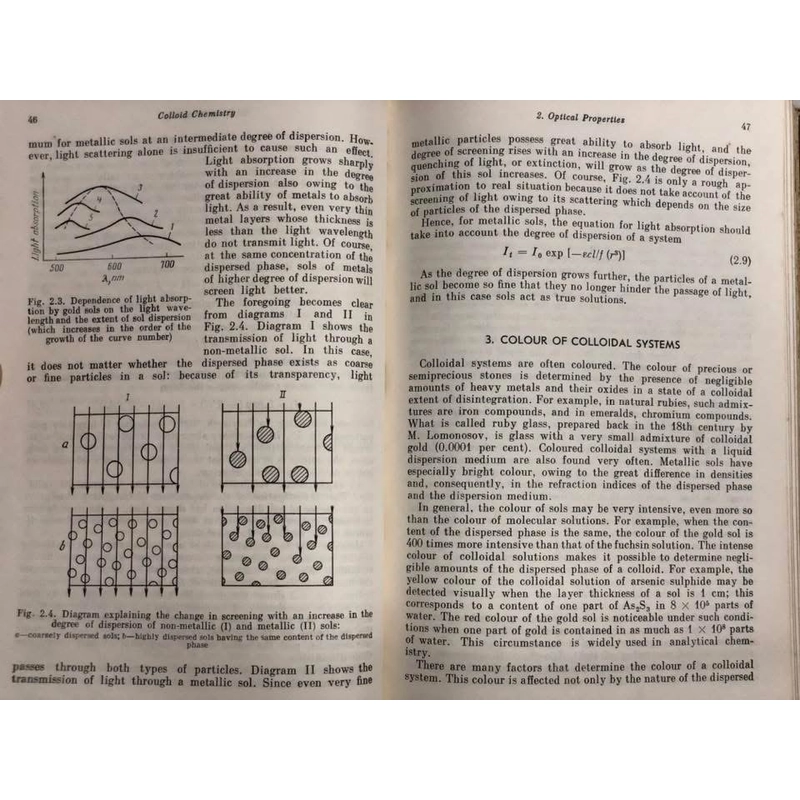 46
Colloid Chemistry
mum for metallic sols at an intermediate degree of dispersion. How-
ever, light scattering alone is insufficient to cause such an effect.
Light absorption grows sharply
with an increase in the degree
of dispersion also owing to the
great ability of metals to absorb
light. As a result, even very thin
metal layers whose thickness is
less than the light wavelength
do not transmit light. Of course,
at the same concentration of the
dispersed phase, sols of metals
of higher degree of dispersion will
screen light better.
The foregoing becomes clear
from diagrams I and II in
Fig. 2.4. Diagram I shows the
transmission of light through a
non-metallic sol. In this case,
Light absorption
3
4
5
2
1
500
600
700
λ, nm
Fig. 2.3. Dependence of light absorp-
tion by gold sols on the light wave-
length and the extent of sol dispersion
(which increases in the order of the
growth of the curve number)
it does not matter whether the dispersed phase exists as coarse
or fine particles in a sol: because of its transparency, light
I
II
a
b
Fig. 2.4. Diagram explaining the change in screening with an increase in the
degree of dispersion of non-metallic (I) and metallic (II) sols:
a—coarsely dispersed sols; b—highly dispersed sols having the same content of the dispersed
phase
passes through both types of particles. Diagram II shows the
transmission of light through a metallic sol. Since even very fine
2. Optical Properties
47
metallic particles possess great ability to absorb light, and the
degree of screening rises with an increase in the degree of dispersion,
quenching of light, or extinction, will grow as the degree of disper-
sion of this sol increases. Of course, Fig. 2.4 is only a rough ap-
proximation to real situation because it does not take account of the
screening of light owing to its scattering which depends on the size
of particles of the dispersed phase.
Hence, for metallic sols, the equation for light absorption should
take into account the degree of dispersion of a system
I_t = I_0 exp [−εcl/f (r³)] (2.9)
As the degree of dispersion grows further, the particles of a metal-
lic sol become so fine that they no longer hinder the passage of light,
and in this case sols act as true solutions.
3. COLOUR OF COLLOIDAL SYSTEMS
Colloidal systems are often coloured. The colour of precious or
semiprecious stones is determined by the presence of negligible
amounts of heavy metals and their oxides in a state of a colloidal
extent of disintegration. For example, in natural rubies, such admix-
tures are iron compounds, and in emeralds, chromium compounds.
What is called ruby glass, prepared back in the 18th century by
M. Lomonosov, is glass with a very small admixture of colloidal
gold (0.0001 per cent). Coloured colloidal systems with a liquid
dispersion medium are also found very often. Metallic sols have
especially bright colour, owing to the great difference in densities
and, consequently, in the refraction indices of the dispersed phase
and the dispersion medium.
In general, the colour of sols may be very intensive, even more so
than the colour of molecular solutions. For example, when the con-
tent of the dispersed phase is the same, the colour of the gold sol is
400 times more intensive than that of the fuchsin solution. The intense
colour of colloidal solutions makes it possible to determine negli-
gible amounts of the dispersed phase of a colloid. For example, the
yellow colour of the colloidal solution of arsenic sulphide may be
detected visually when the layer thickness of a sol is 1 cm; this
corresponds to a content of one part of As₂S₃ in 8 × 10⁵ parts of
water. The red colour of the gold sol is noticeable under such condi-
tions when one part of gold is contained in as much as 1 × 10⁸ parts
of water. This circumstance is widely used in analytical chem-
istry.
There are many factors that determine the colour of a colloidal
system. This colour is affected not only by the nature of the dispersed